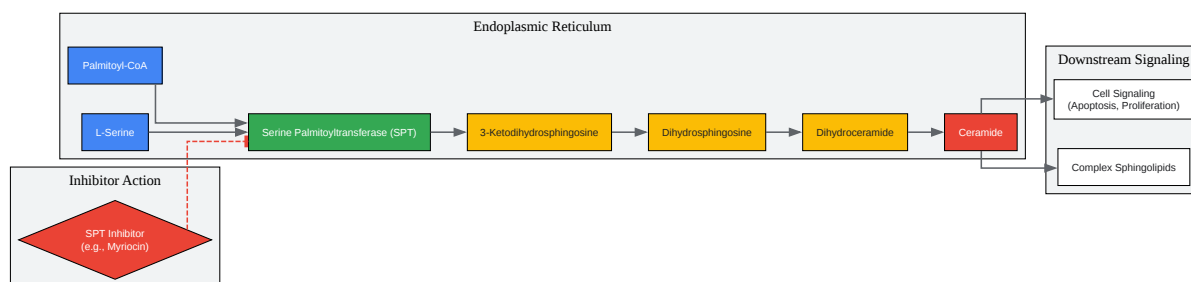 Endoplasmic Reticulum
Palmitoyl-CoA
L-Serine
Serine Palmitoyltransferase (SPT)
3-Ketodihydrosphingosine
Dihydrosphingosine
Dihydroceramide
Ceramide
Downstream Signaling
Cell Signaling
(Apoptosis, Proliferation)
Complex Sphingolipids
Inhibitor Action
SPT Inhibitor
(e.g., Myriocin)